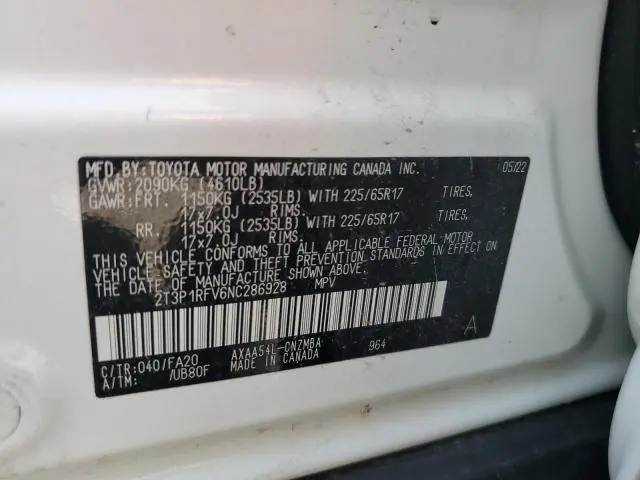 MFD. BY: TOYOTA MOTOR MANUFACTURING CANADA INC. 05/22
GVWR: 2090KG (4610LB)
GAWR: FRT. 1150KG (2535LB) WITH 225/65R17 TIRES,
17x7.0J RIMS.
RR. 1150KG (2535LB) WITH 225/65R17 TIRES,
17x7.0J RIMS.
THIS VEHICLE CONFORMS TO ALL APPLICABLE FEDERAL MOTOR
VEHICLE SAFETY AND THEFT PREVENTION STANDARDS IN EFFECT ON
THE DATE OF MANUFACTURE SHOWN ABOVE.
2T3P1RFV6NC286928 MPV
A
C/TR: 040/FA20 AXAA54L-CNZMBA 964
A/TM: /UB80F MADE IN CANADA